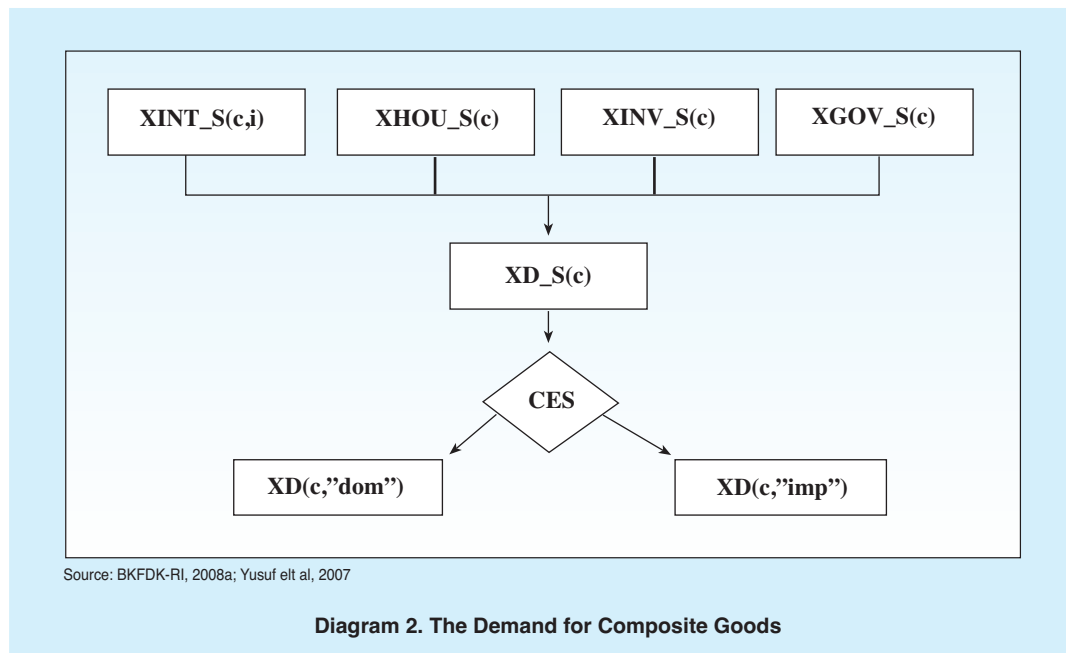 XINT_S(c,i)
XHOU_S(c)
XINV_S(c)
XGOV_S(c)
XD_S(c)
CES
XD(c,”dom”)
XD(c,”imp”)
Source: BKFDK-RI, 2008a; Yusuf elt al, 2007
Diagram 2. The Demand for Composite Goods